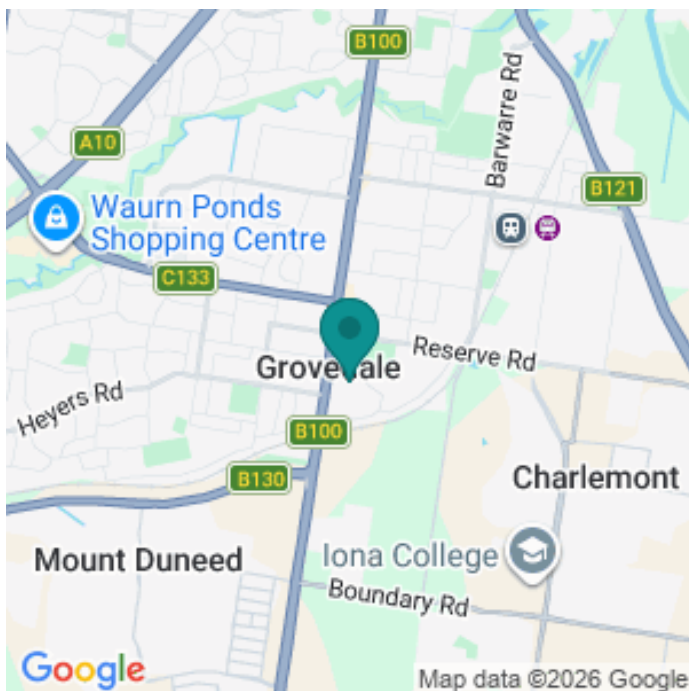 B100
Barwarre Rd
A10
B121
Waurn Ponds
Shopping Centre
C133
Reserve Rd
Grovedale
Heyers Rd
B100
B130
Charlemont
Iona College
Mount Duneed
Boundary Rd
Google
Map data ©2026 Google